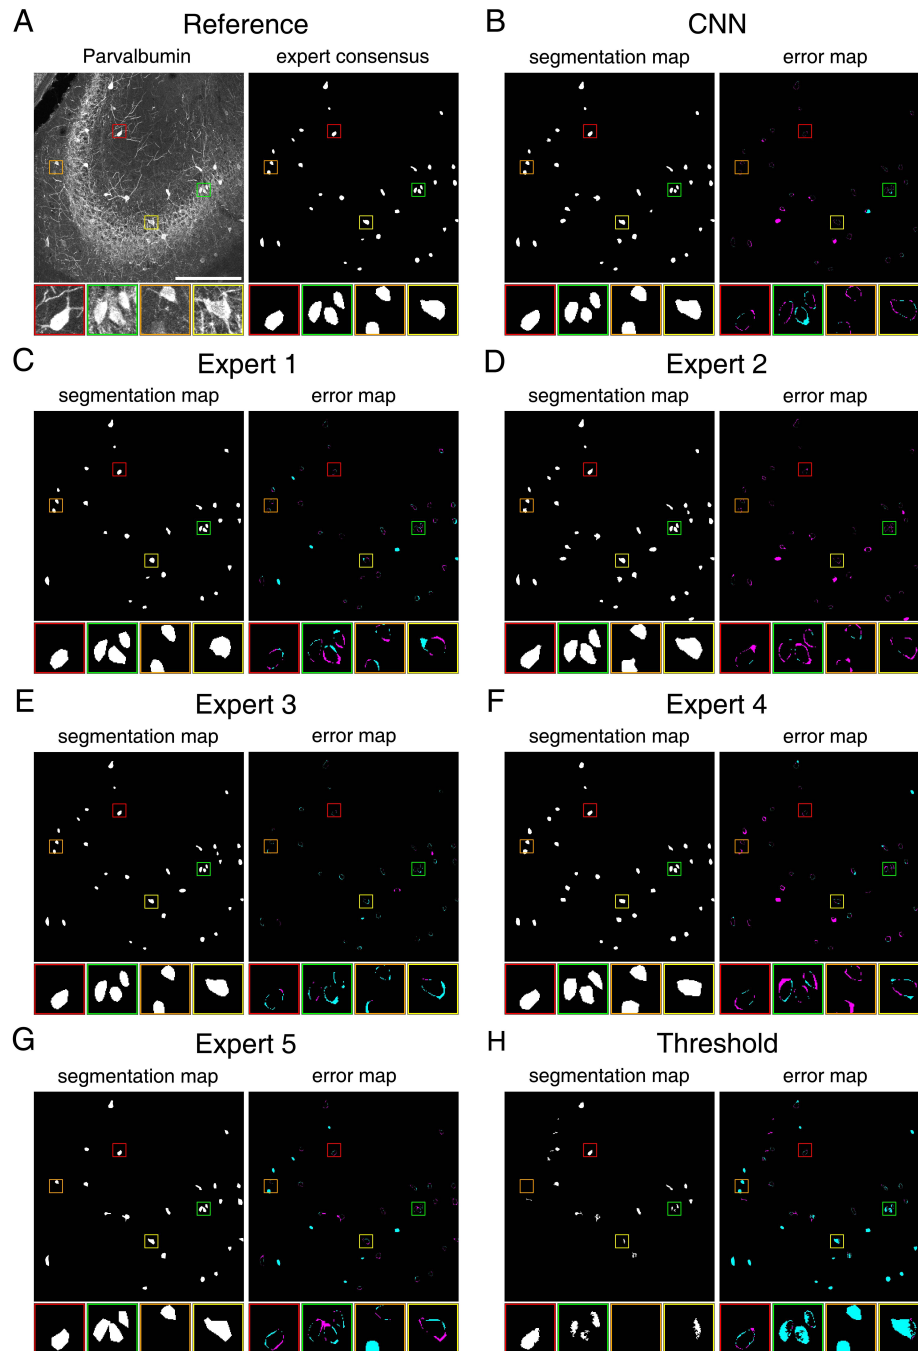 A
Reference
Parvalbumin
expert consensus
B
CNN
segmentation map
error map
C
Expert 1
segmentation map
error map
D
Expert 2
segmentation map
error map
E
Expert 3
segmentation map
error map
F
Expert 4
segmentation map
error map
G
Expert 5
segmentation map
error map
H
Threshold
segmentation map
error map